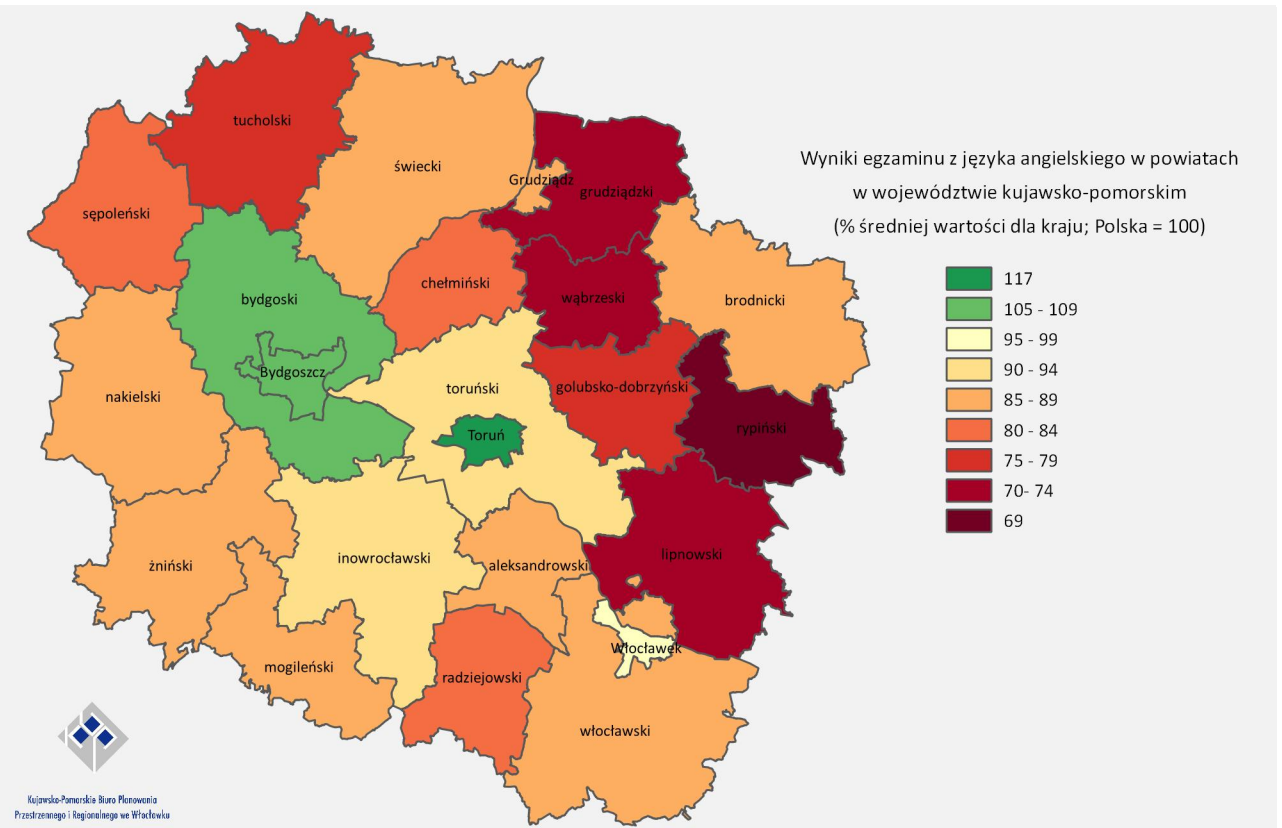 Wyniki egzaminu z języka angielskiego w powiatach
w województwie kujawsko-pomorskim
(% średniej wartości dla kraju; Polska = 100)
117
105 - 109
95 - 99
90 - 94
85 - 89
80 - 84
75 - 79
70- 74
69
tucholski
świecki
Grudziądz
grudziądzki
sępoleński
chełmiński
wąbrzeski
bydgoski
brodnicki
Bydgoszcz
toruński
golubsko-dobrzyński
nakielski
rypiński
Toruń
lipnowski
inowrocławski
aleksandrowski
żniński
Włocławek
mogileński
radziejowski
włocławski
Kujawsko-Pomorskie Biuro Planowania
Przestrzennego i Regionalnego we Włocławku